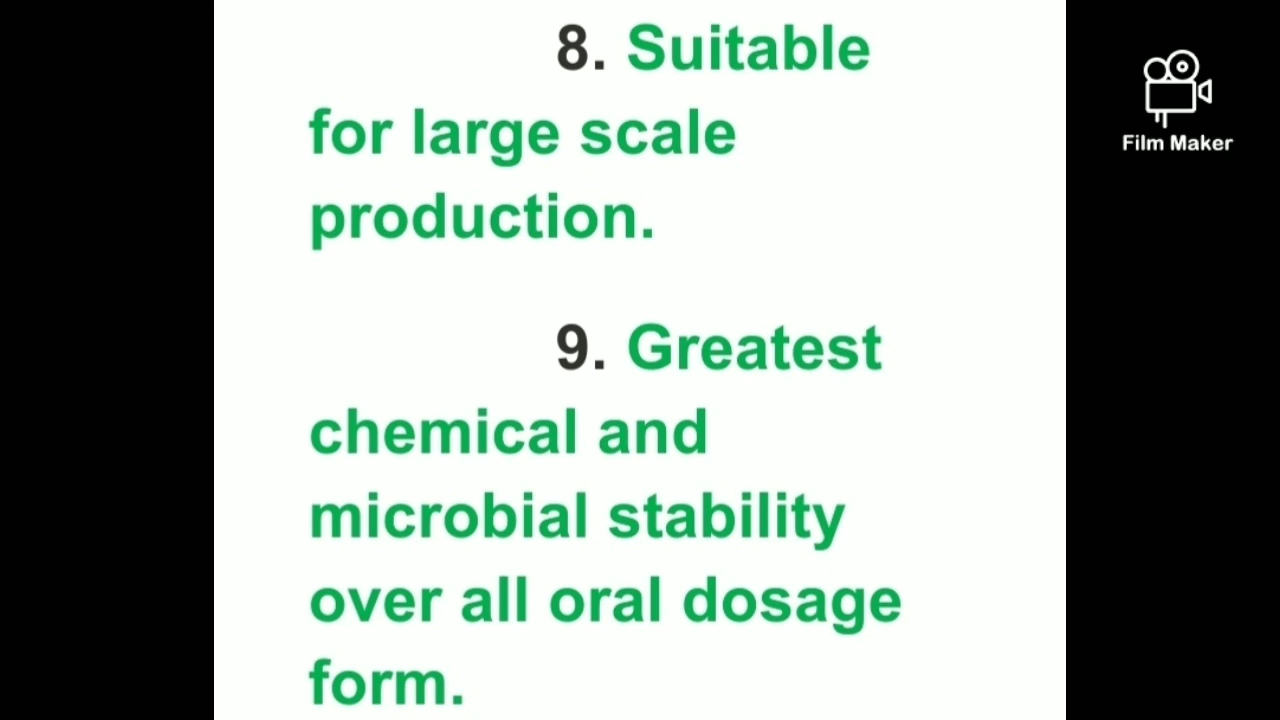 8. Suitable
for large scale
production.
9. Greatest
chemical and
microbial stability
over all oral dosage
form.
Film Maker